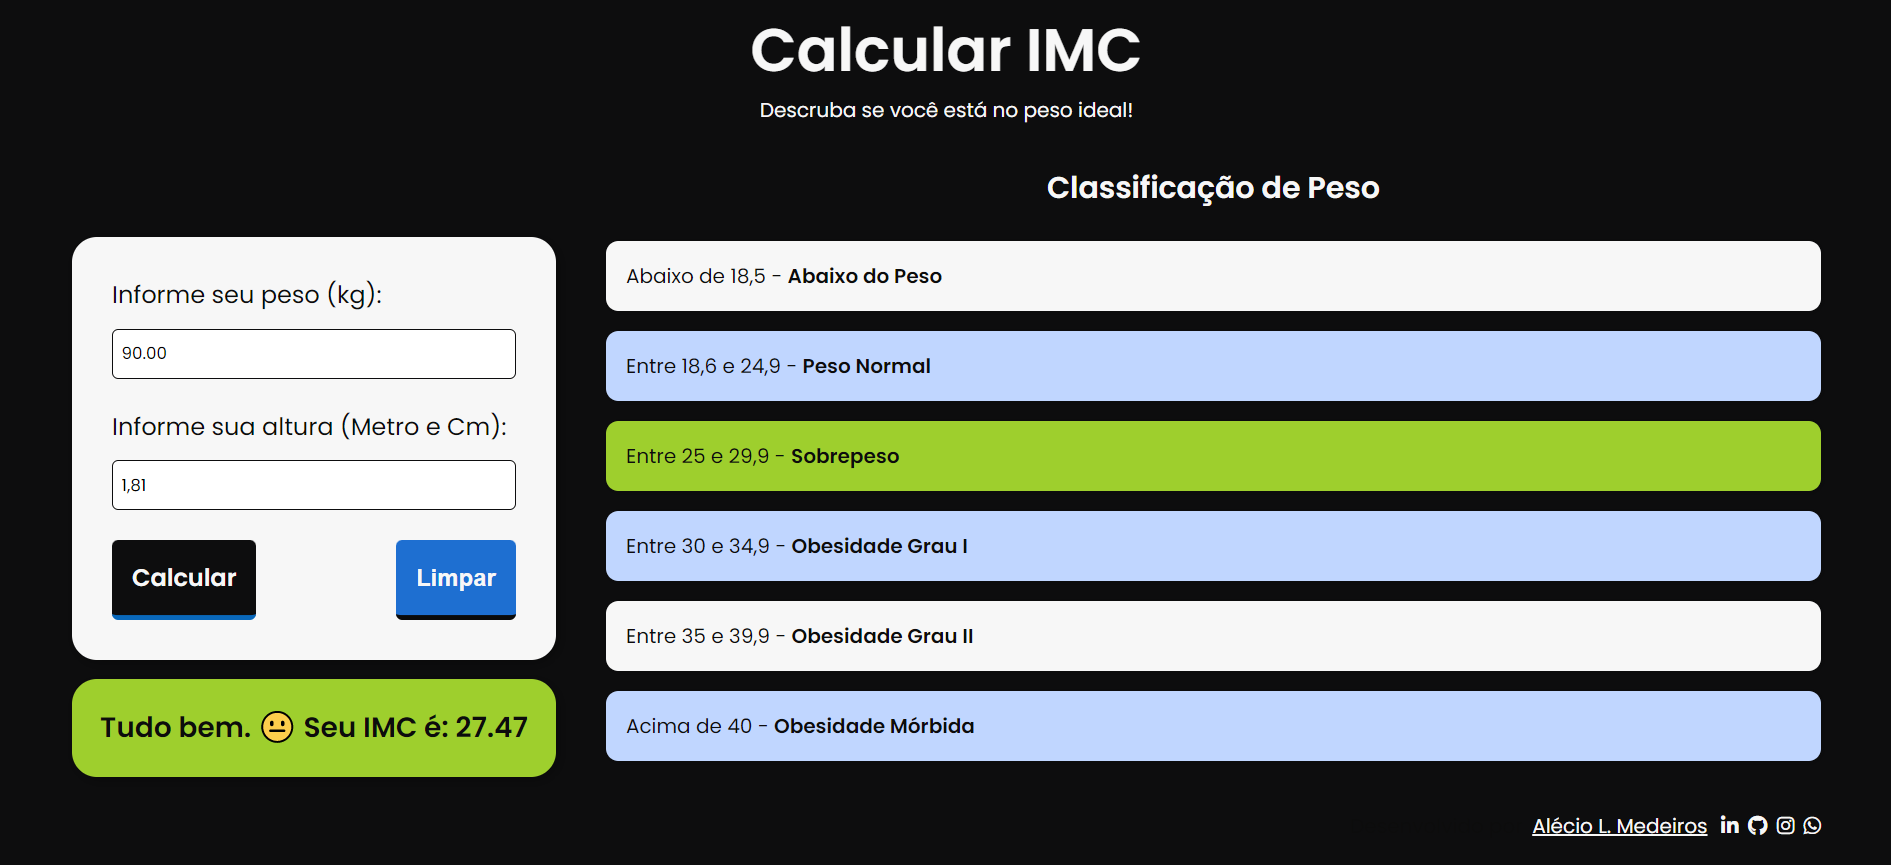 Calcular IMC
Descruba se você está no peso ideal!
Informe seu peso (kg):
90.00
Informe sua altura (Metro e Cm):
1,81
Calcular
Limpar
Tudo bem. 😐 Seu IMC é: 27.47
Classificação de Peso
Abaixo de 18,5 - Abaixo do Peso
Entre 18,6 e 24,9 - Peso Normal
Entre 25 e 29,9 - Sobrepeso
Entre 30 e 34,9 - Obesidade Grau I
Entre 35 e 39,9 - Obesidade Grau II
Acima de 40 - Obesidade Mórbida
Alécio L. Medeiros